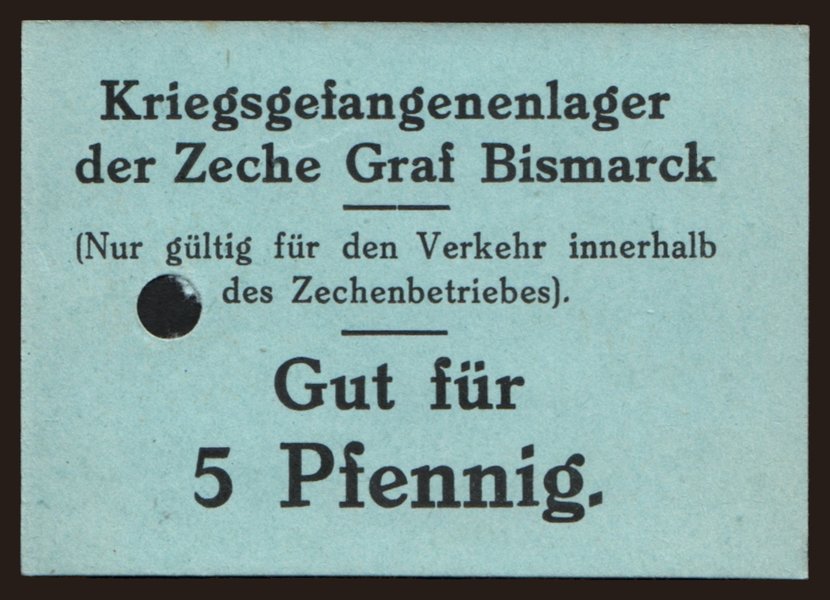 Kriegsgefangenenlager
der Zeche Graf Bismarck
(Nur gültig für den Verkehr innerhalb
des Zechenbetriebes).
Gut für
5 Pfennig.